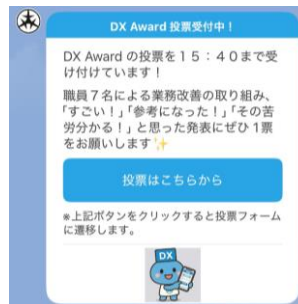 DX Award 投票受付中！
DX Award の投票を１５：４０まで受
け付けています！
職員７名による業務改善の取り組み、
「すごい！」「参考になった！」「その苦
労分かる！」と思った発表にぜひ１票
をお願いします✨
投票はこちらから
※上記ボタンをクリックすると投票フォーム
に遷移します。
DX